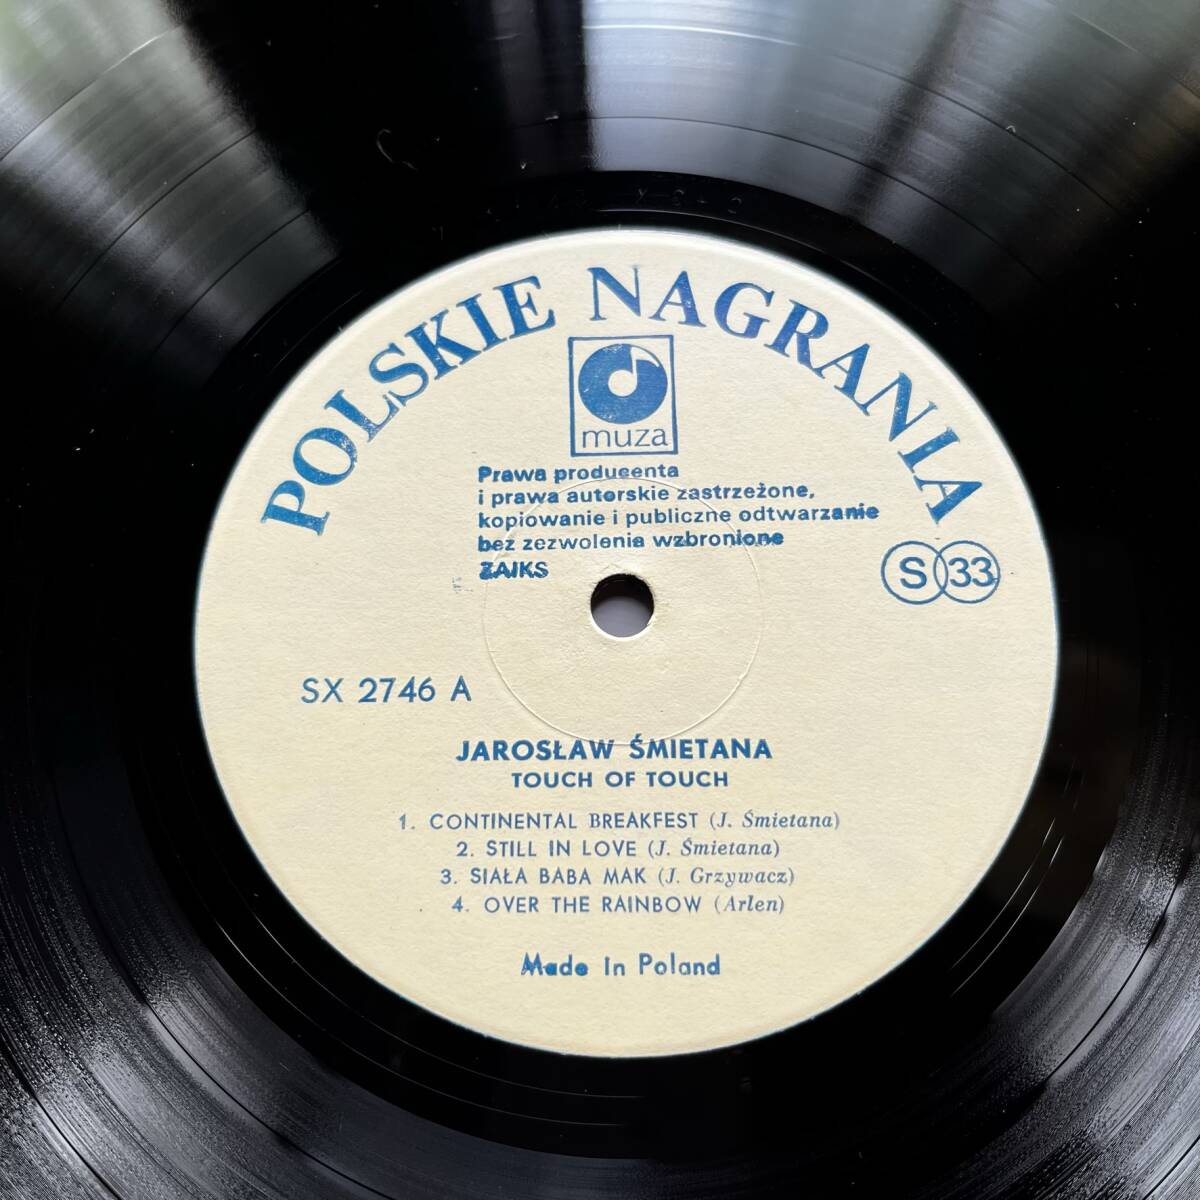 POLSKIE NAGRANIA
muza
Prawa producenta
i prawa autorskie zastrzeżone,
kopiowanie i publiczne odtwarzanie
bez zezwolenia wzbronione
ZAIKS
S 33
SX 2746 A
JAROSŁAW ŚMIETANA
TOUCH OF TOUCH
1. CONTINENTAL BREAKFEST (J. Śmietana)
2. STILL IN LOVE (J. Śmietana)
3. SIAŁA BABA MAK (J. Grzywacz)
4. OVER THE RAINBOW (Arlen)
Made in Poland